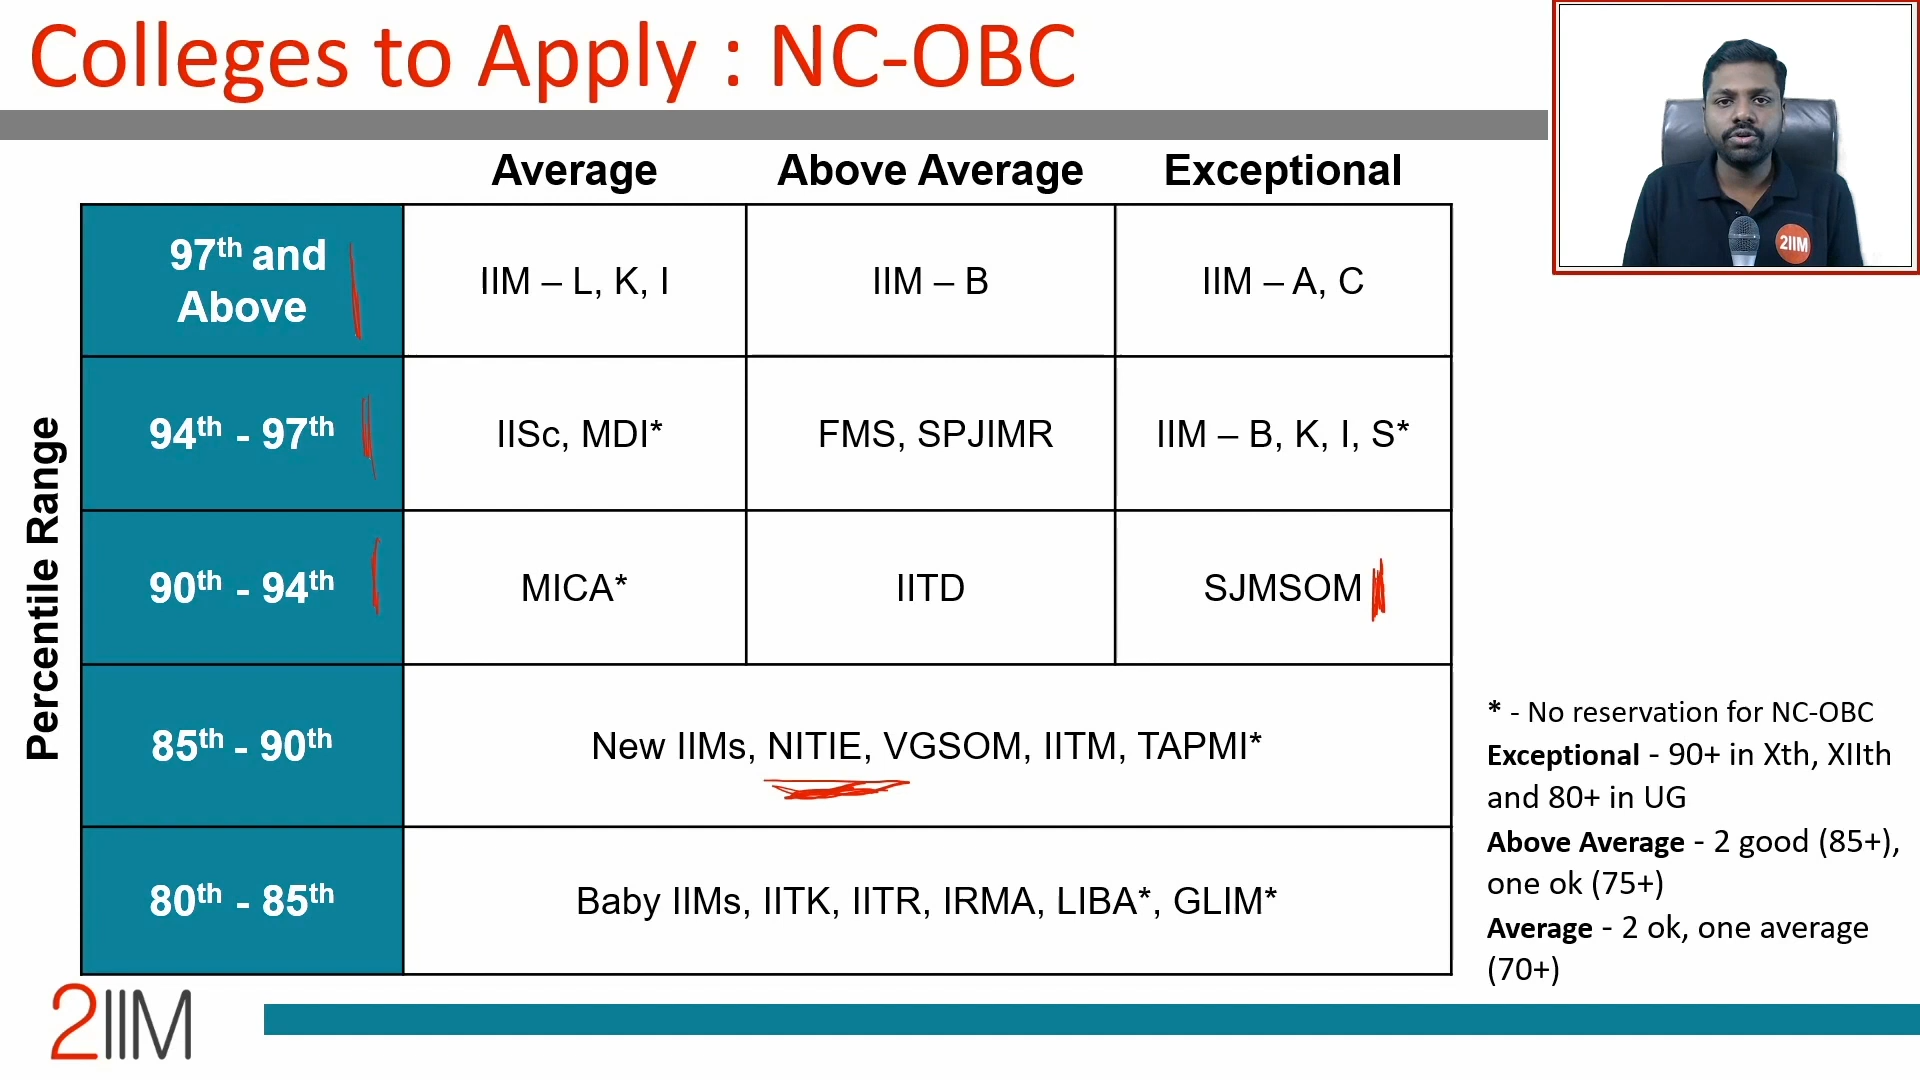 Colleges to Apply : NC-OBC
Average Above Average Exceptional
Percentile Range
97th and
Above
IIM – L, K, I
IIM – B
IIM – A, C
94th - 97th
IISc, MDI*
FMS, SPJIMR
IIM – B, K, I, S*
90th - 94th
MICA*
IITD
SJMSOM
85th - 90th
New IIMs, NITIE, VGSOM, IITM, TAPMI*
80th - 85th
Baby IIMs, IITK, IITR, IRMA, LIBA*, GLIM*
* - No reservation for NC-OBC
Exceptional - 90+ in Xth, XIIth
and 80+ in UG
Above Average - 2 good (85+),
one ok (75+)
Average - 2 ok, one average
(70+)
2IIM
2IIM